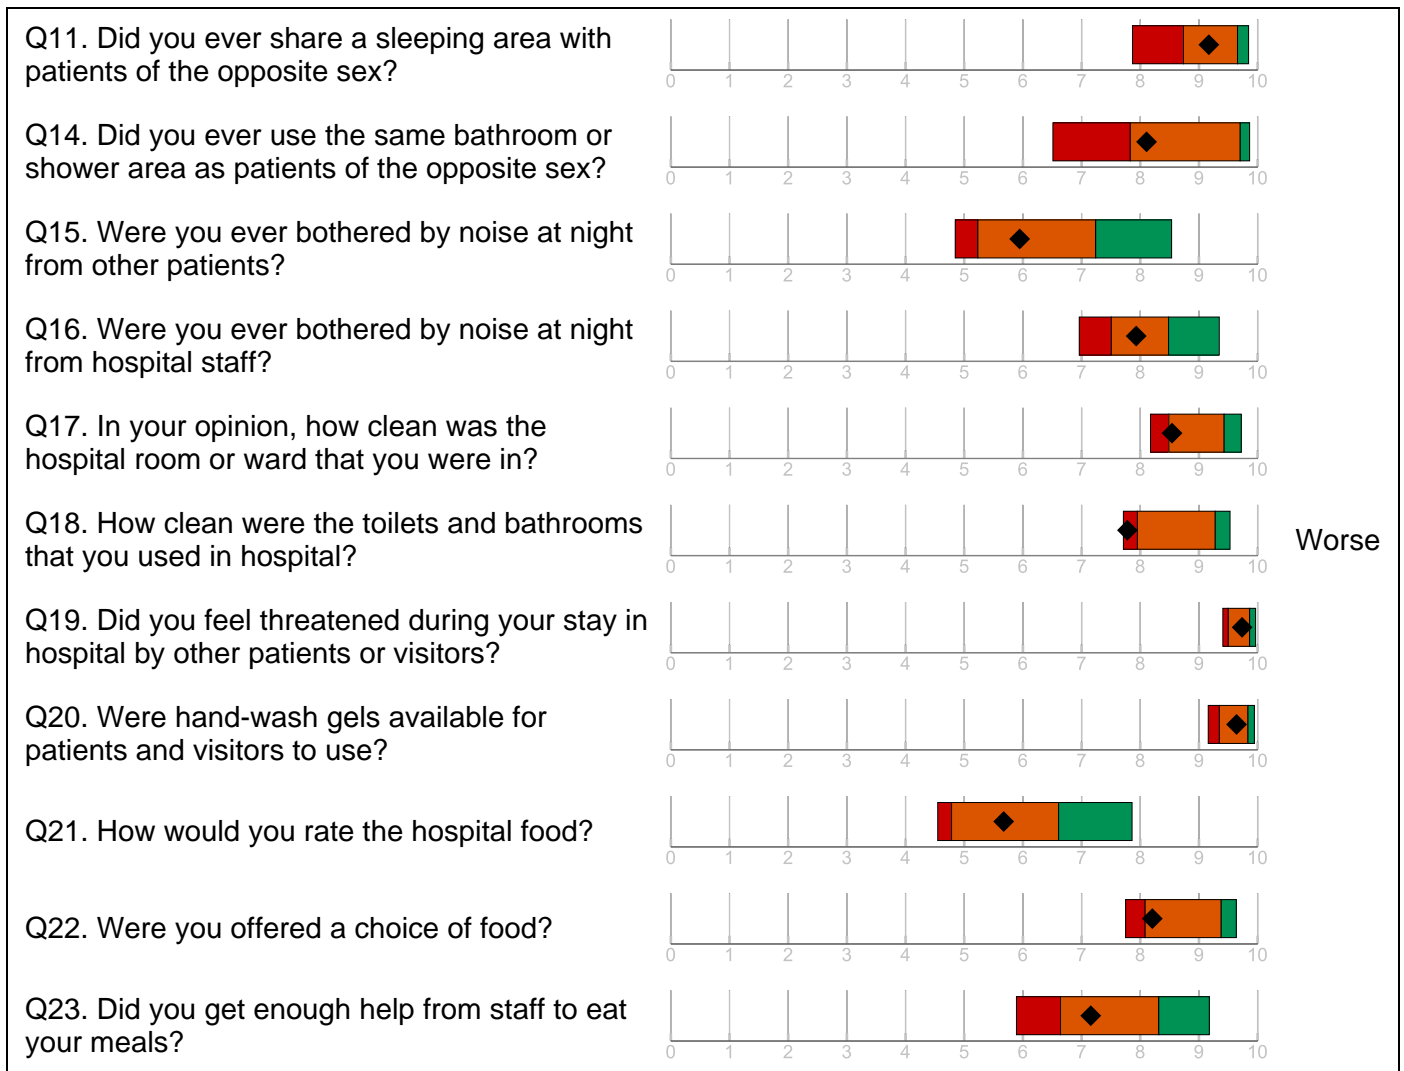 Q11. Did you ever share a sleeping area with
patients of the opposite sex?
0 1 2 3 4 5 6 7 8 9 10
Q14. Did you ever use the same bathroom or
shower area as patients of the opposite sex?
0 1 2 3 4 5 6 7 8 9 10
Q15. Were you ever bothered by noise at night
from other patients?
0 1 2 3 4 5 6 7 8 9 10
Q16. Were you ever bothered by noise at night
from hospital staff?
0 1 2 3 4 5 6 7 8 9 10
Q17. In your opinion, how clean was the
hospital room or ward that you were in?
0 1 2 3 4 5 6 7 8 9 10
Q18. How clean were the toilets and bathrooms
that you used in hospital?
Worse
0 1 2 3 4 5 6 7 8 9 10
Q19. Did you feel threatened during your stay in
hospital by other patients or visitors?
0 1 2 3 4 5 6 7 8 9 10
Q20. Were hand-wash gels available for
patients and visitors to use?
0 1 2 3 4 5 6 7 8 9 10
Q21. How would you rate the hospital food?
0 1 2 3 4 5 6 7 8 9 10
Q22. Were you offered a choice of food?
0 1 2 3 4 5 6 7 8 9 10
Q23. Did you get enough help from staff to eat
your meals?
0 1 2 3 4 5 6 7 8 9 10